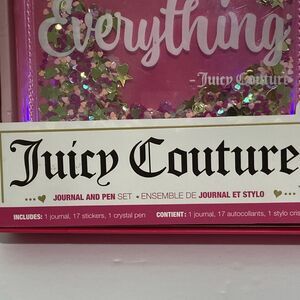 Everything
- Juicy Couture
Juicy Couture
JOURNAL AND PEN SET • ENSEMBLE DE JOURNAL ET STYLO
INCLUDES: 1 journal, 17 stickers, 1 crystal pen CONTIENT: 1 journal, 17 autocollants, 1 stylo cris